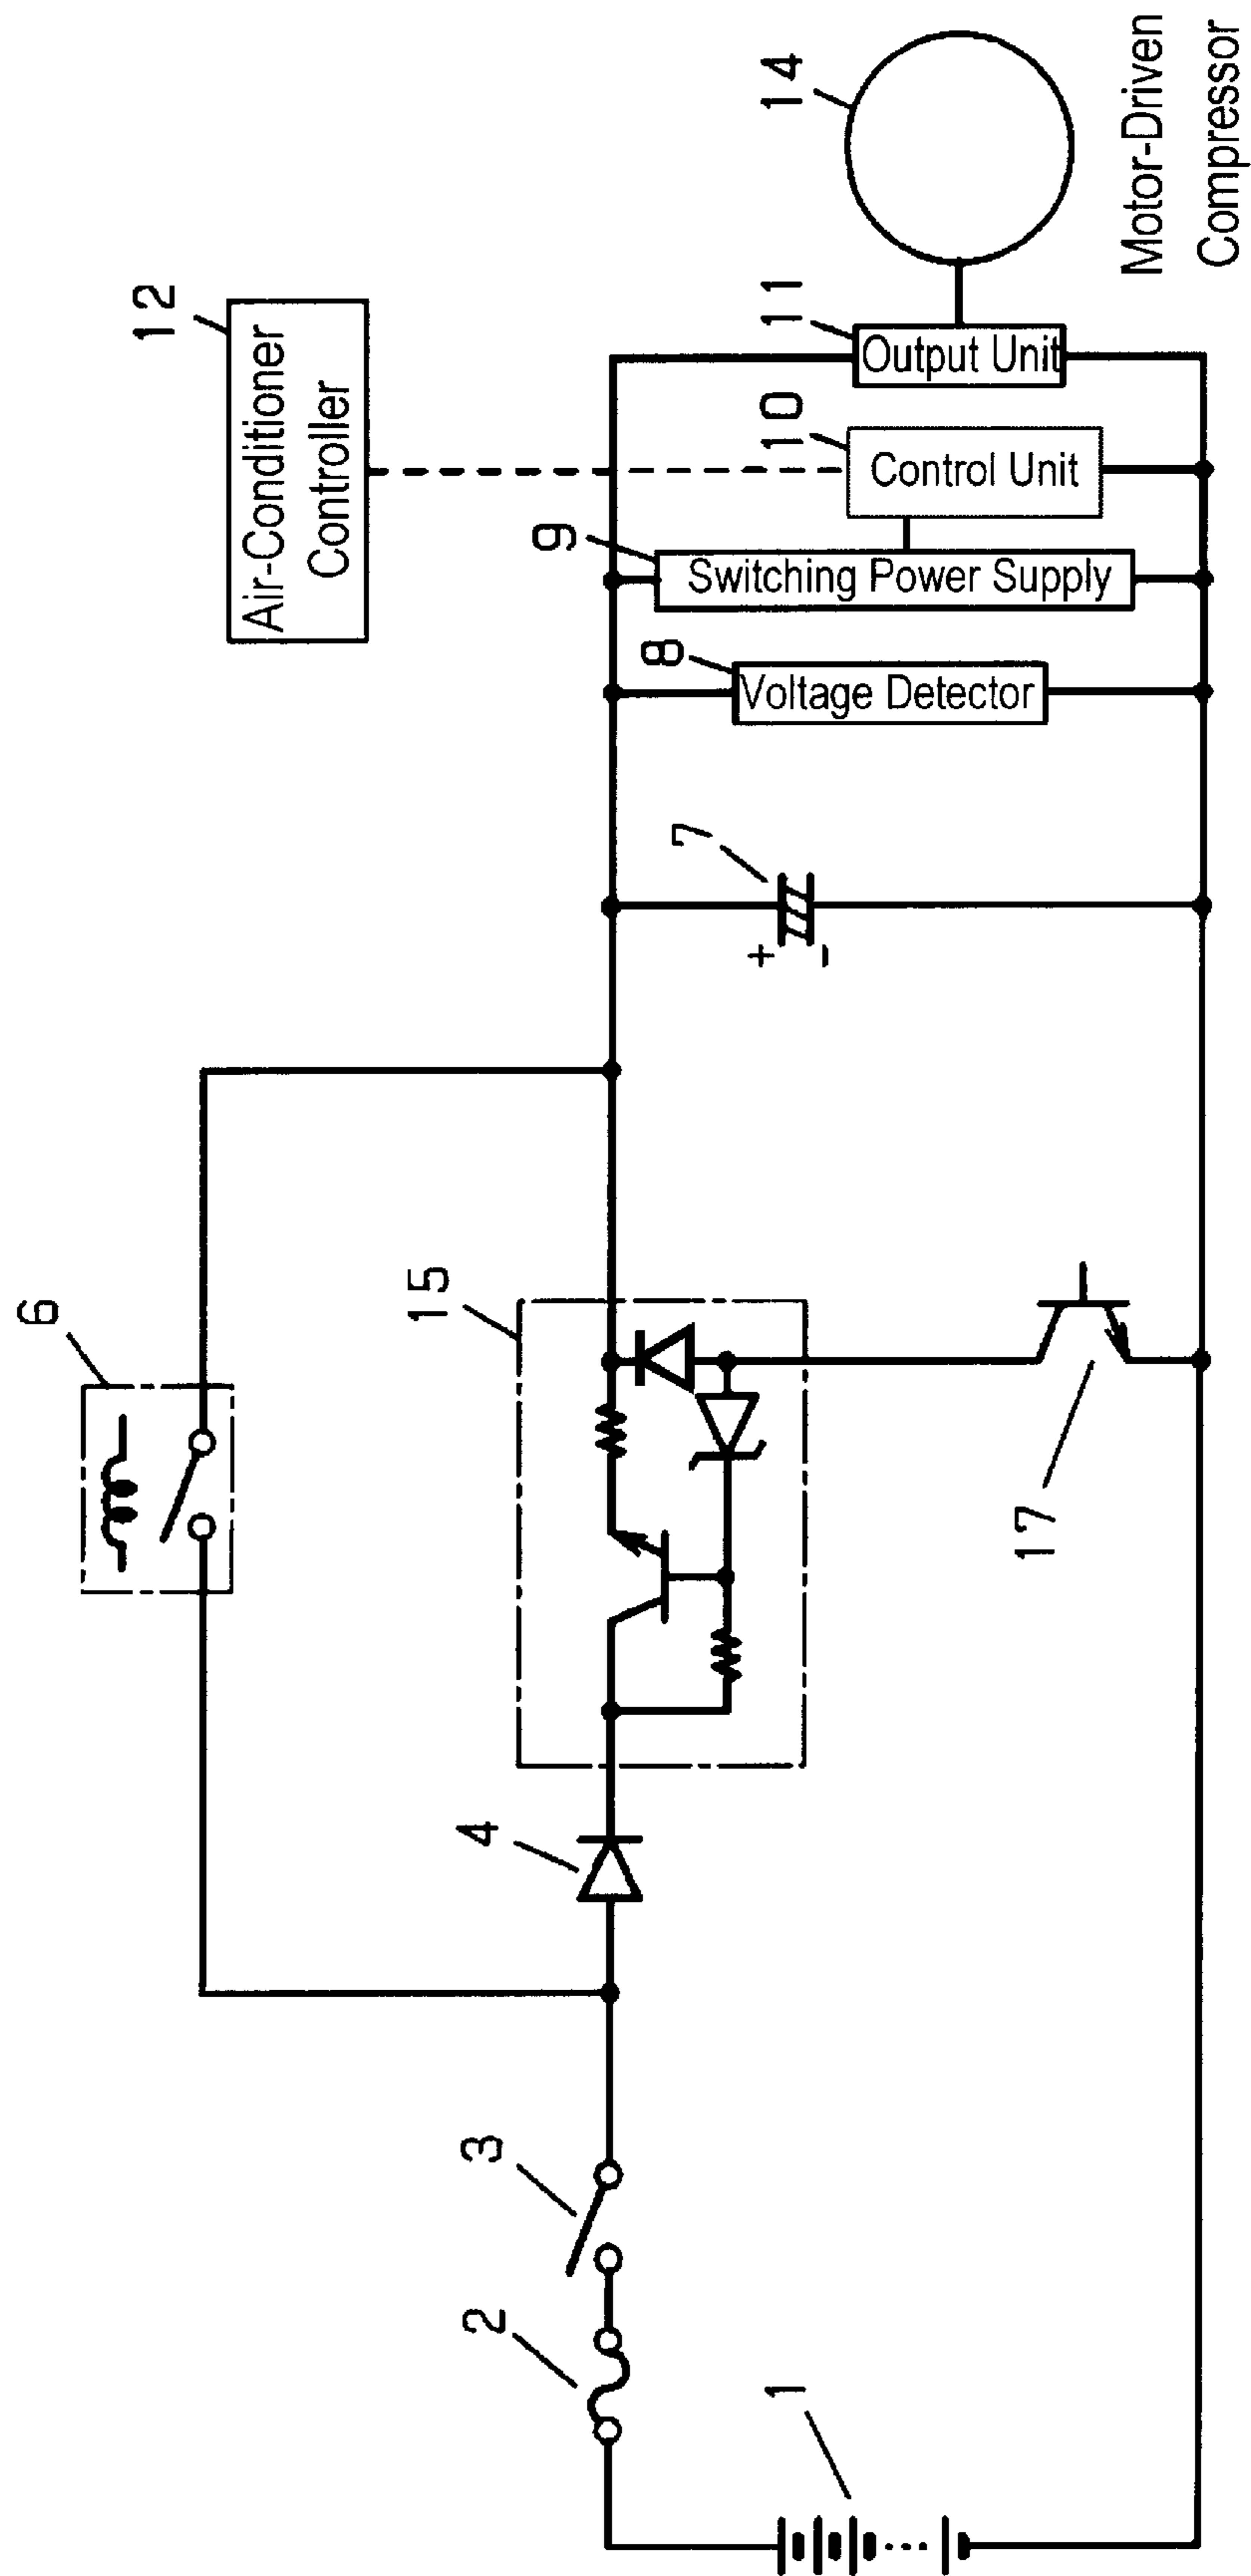 6
12
Air-Conditioner
Controller
15
2
3
4
9
11
14
10
Output Unit
Control Unit
Switching Power Supply
8
Voltage Detector
7
+
-
1
17
Motor-Driven
Compressor